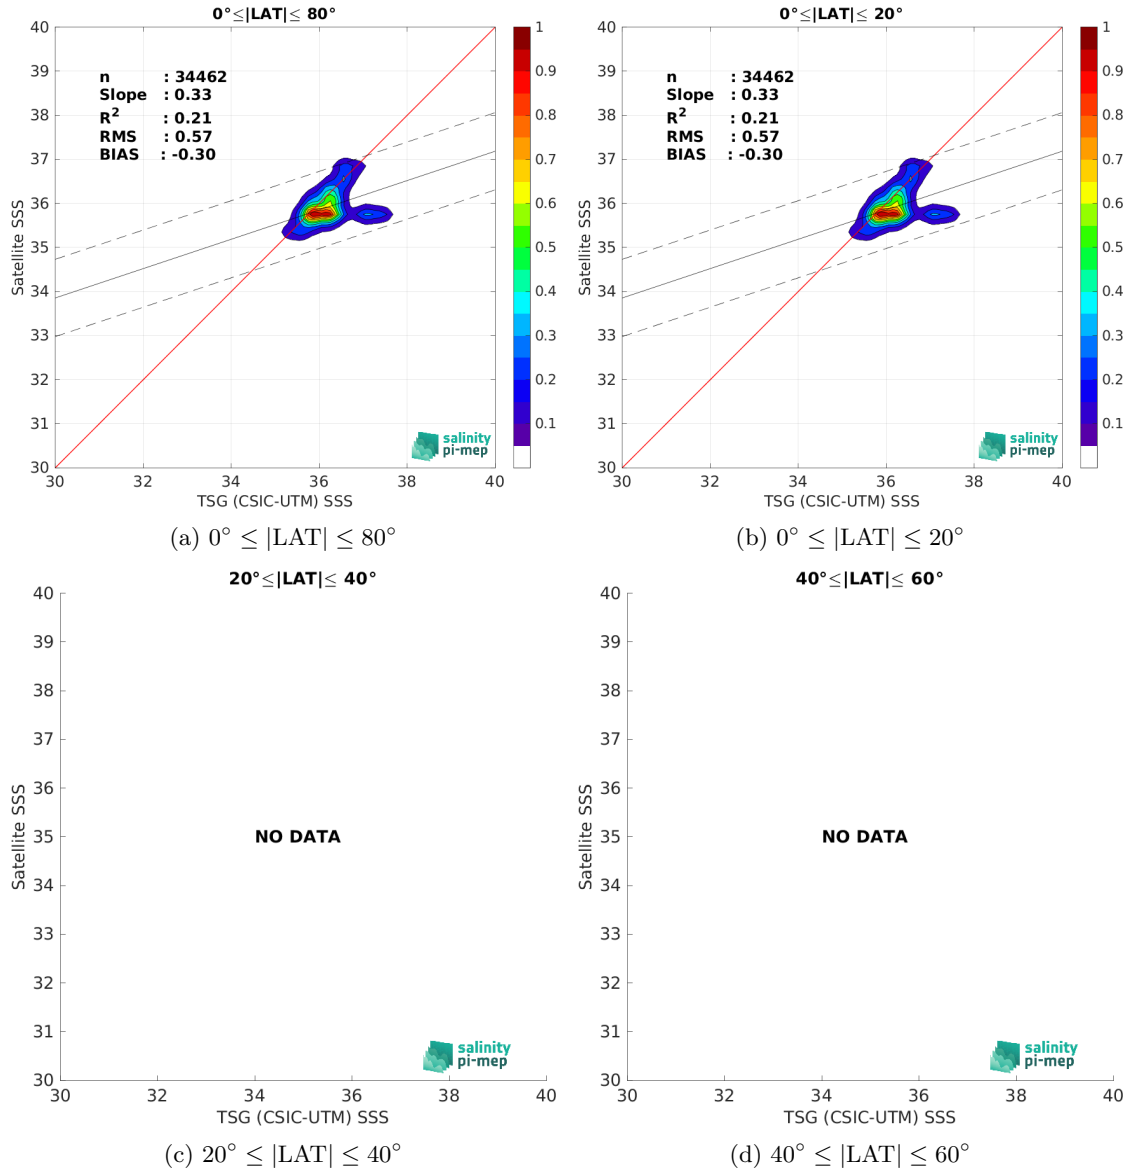 0°≤|LAT|≤ 80°
40
39
38
37
36
35
34
33
32
31
30
Satellite SSS
n : 34462
Slope : 0.33
R² : 0.21
RMS : 0.57
BIAS : -0.30
1
0.9
0.8
0.7
0.6
0.5
0.4
0.3
0.2
0.1
salinity
pi-mep
30 32 34 36 38 40
TSG (CSIC-UTM) SSS
(a) 0° ≤ |LAT| ≤ 80°
0°≤|LAT|≤ 20°
40
39
38
37
36
35
34
33
32
31
30
Satellite SSS
n : 34462
Slope : 0.33
R² : 0.21
RMS : 0.57
BIAS : -0.30
1
0.9
0.8
0.7
0.6
0.5
0.4
0.3
0.2
0.1
salinity
pi-mep
30 32 34 36 38 40
TSG (CSIC-UTM) SSS
(b) 0° ≤ |LAT| ≤ 20°
20°≤|LAT|≤ 40°
40
39
38
37
36
35
34
33
32
31
30
Satellite SSS
NO DATA
salinity
pi-mep
30 32 34 36 38 40
TSG (CSIC-UTM) SSS
(c) 20° ≤ |LAT| ≤ 40°
40°≤|LAT|≤ 60°
40
39
38
37
36
35
34
33
32
31
30
Satellite SSS
NO DATA
salinity
pi-mep
30 32 34 36 38 40
TSG (CSIC-UTM) SSS
(d) 40° ≤ |LAT| ≤ 60°